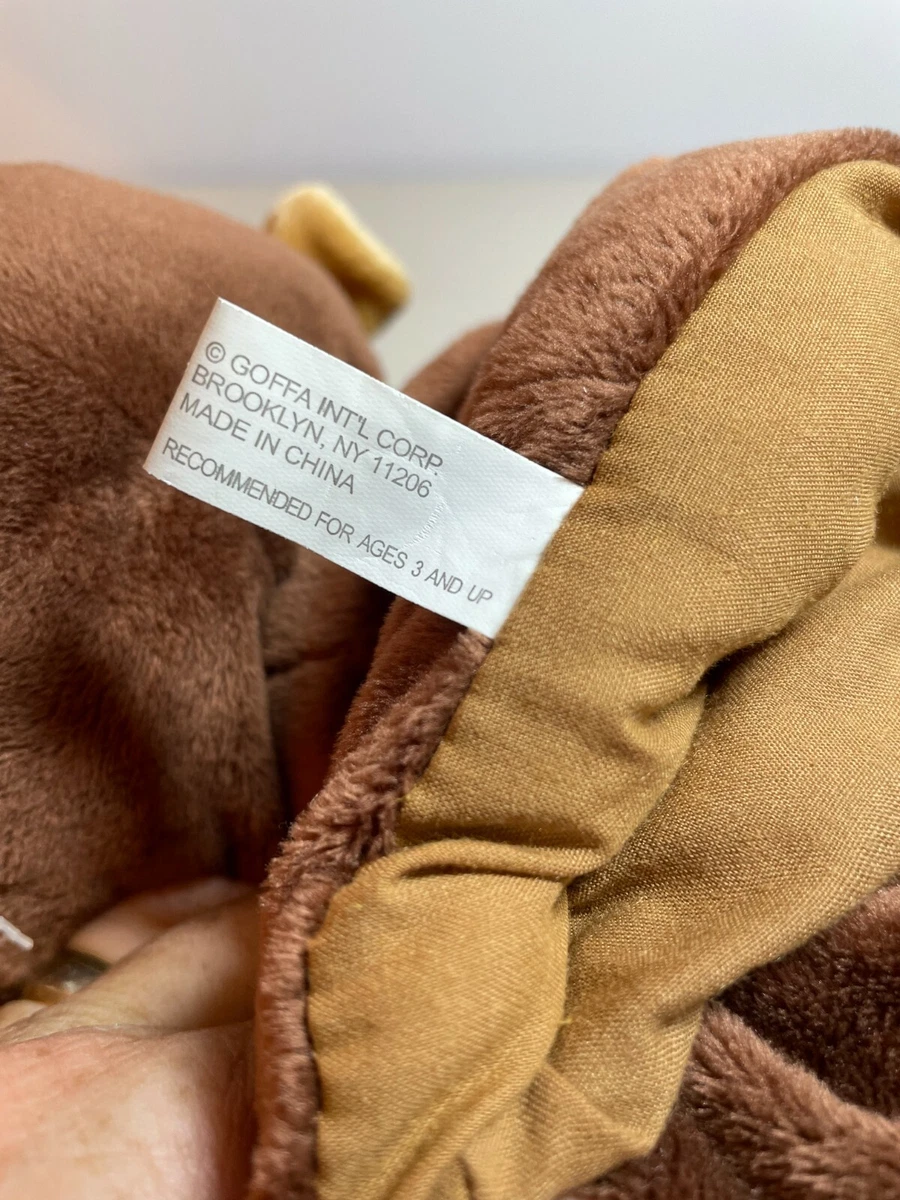 © GOFFA INT'L CORP.
BROOKLYN, NY 11206
MADE IN CHINA
RECOMMENDED FOR AGES 3 AND UP